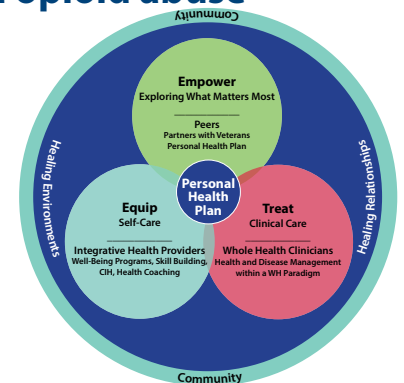 opioid abuse
Community
Empower
Exploring What Matters Most
Peers
Partners with Veterans
Personal Health Plan
Healing Environments
Healing Relationships
Personal
Health
Plan
Equip
Self-Care
Integrative Health Providers
Well-Being Programs, Skill Building,
CIH, Health Coaching
Treat
Clinical Care
Whole Health Clinicians
Health and Disease Management
within a WH Paradigm
Community